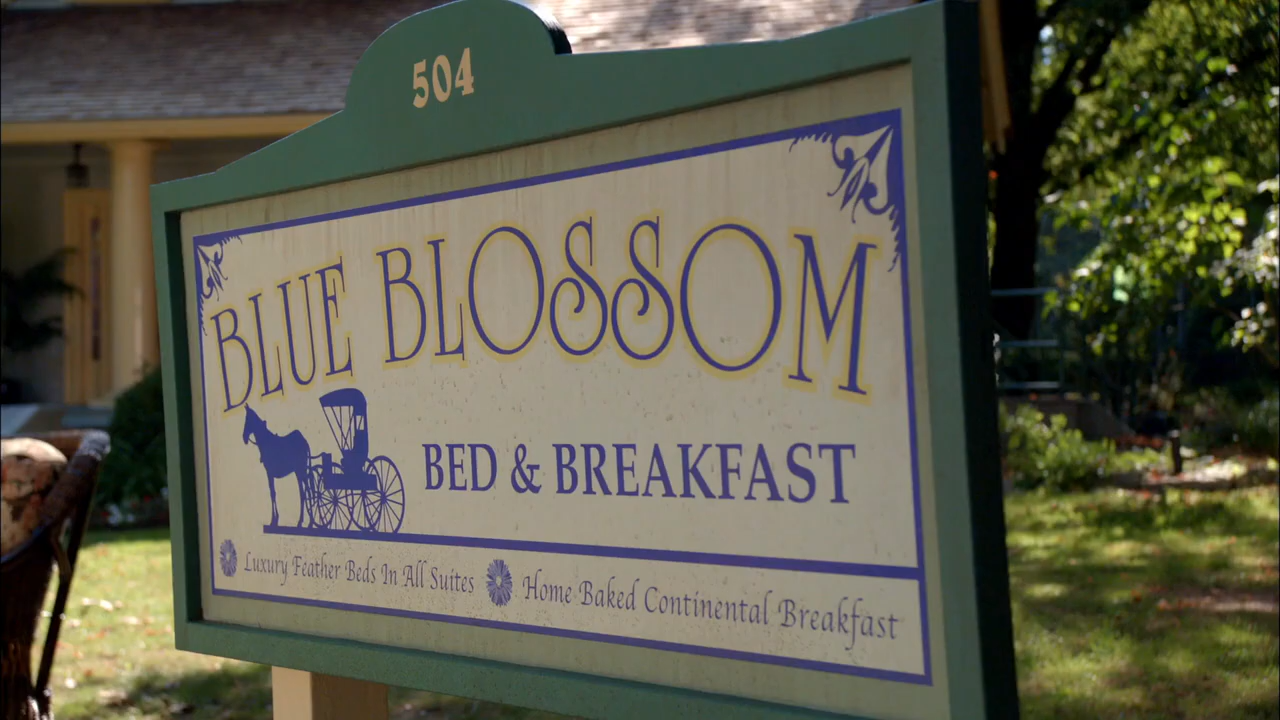 504
BLUE BLOSSOM
BED & BREAKFAST
Luxury Feather Beds In All Suites Home Baked Continental Breakfast